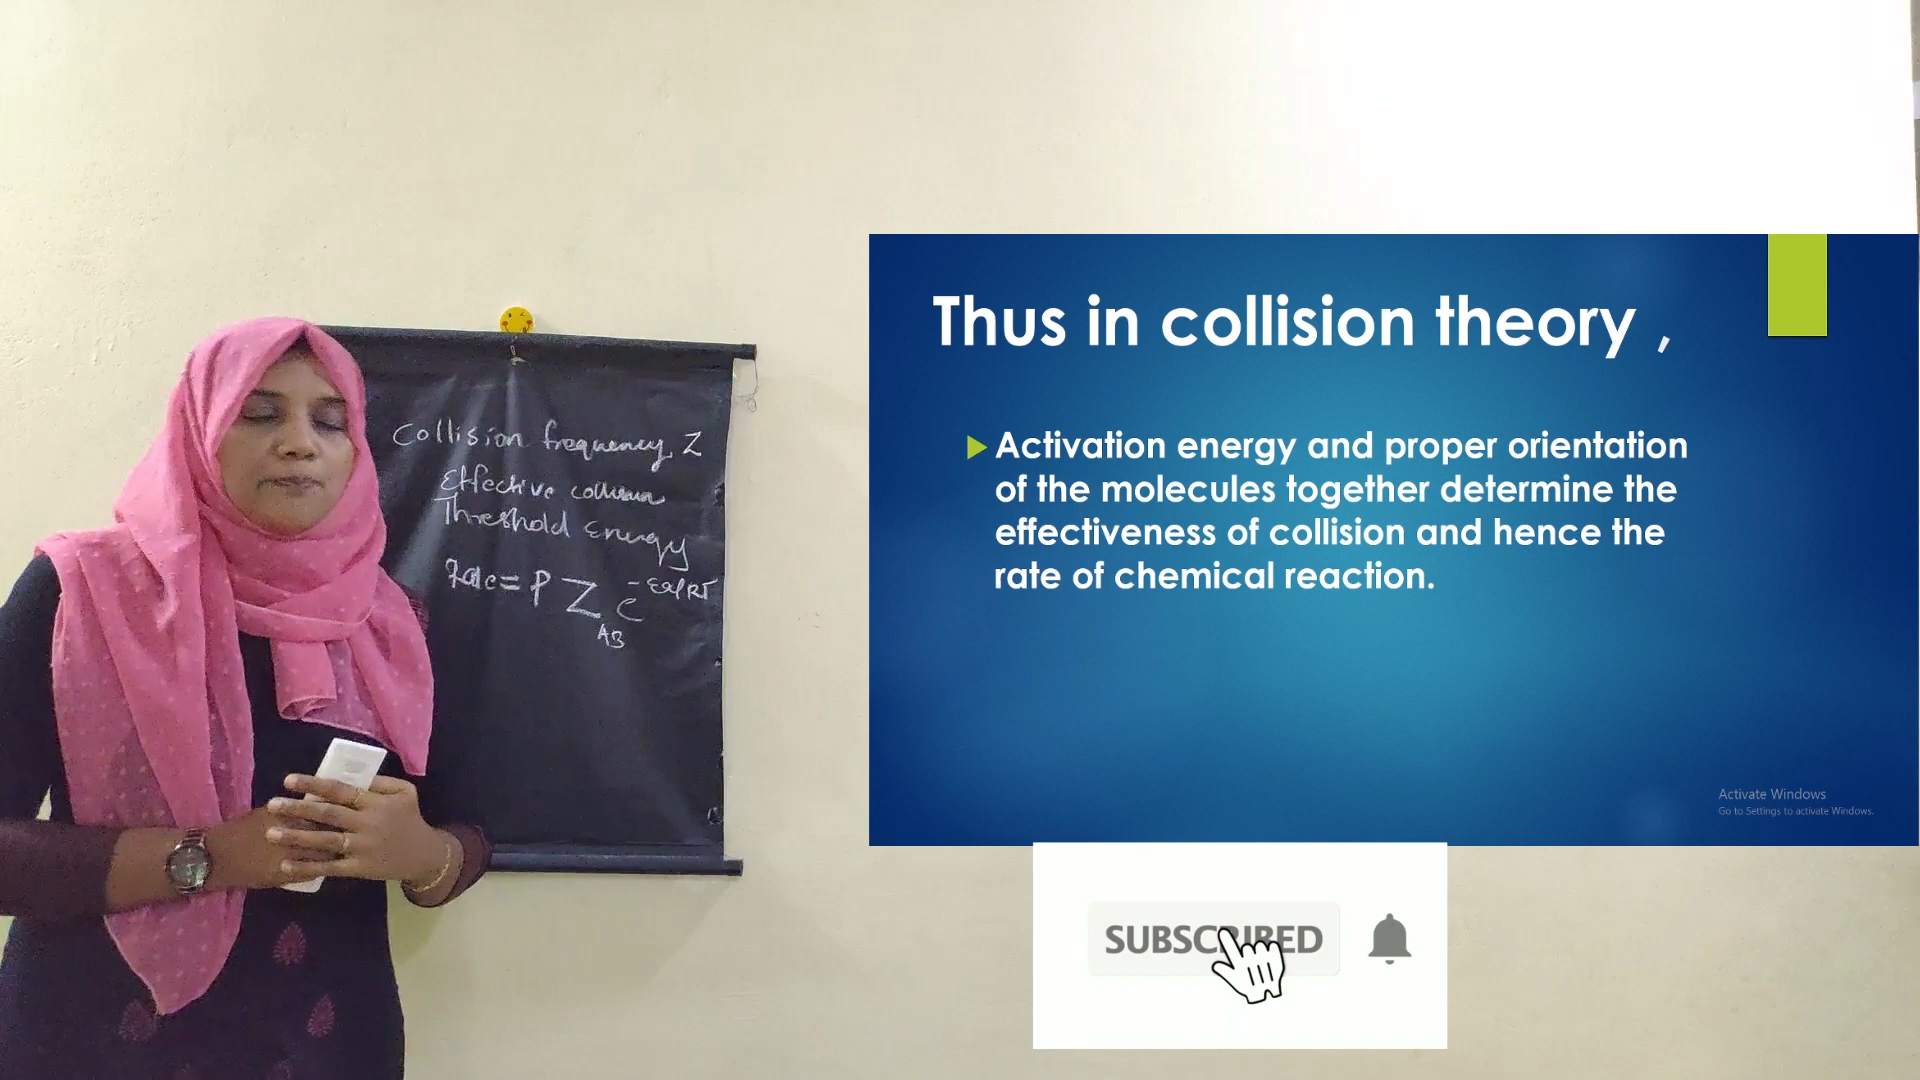 Collision frequency, Z
Effective collision
Threshold energy
Rate = P Z AB e -Ea/RT
Thus in collision theory ,
Activation energy and proper orientation
of the molecules together determine the
effectiveness of collision and hence the
rate of chemical reaction.
Activate Windows
Go to Settings to activate Windows.
SUBSCRIBED